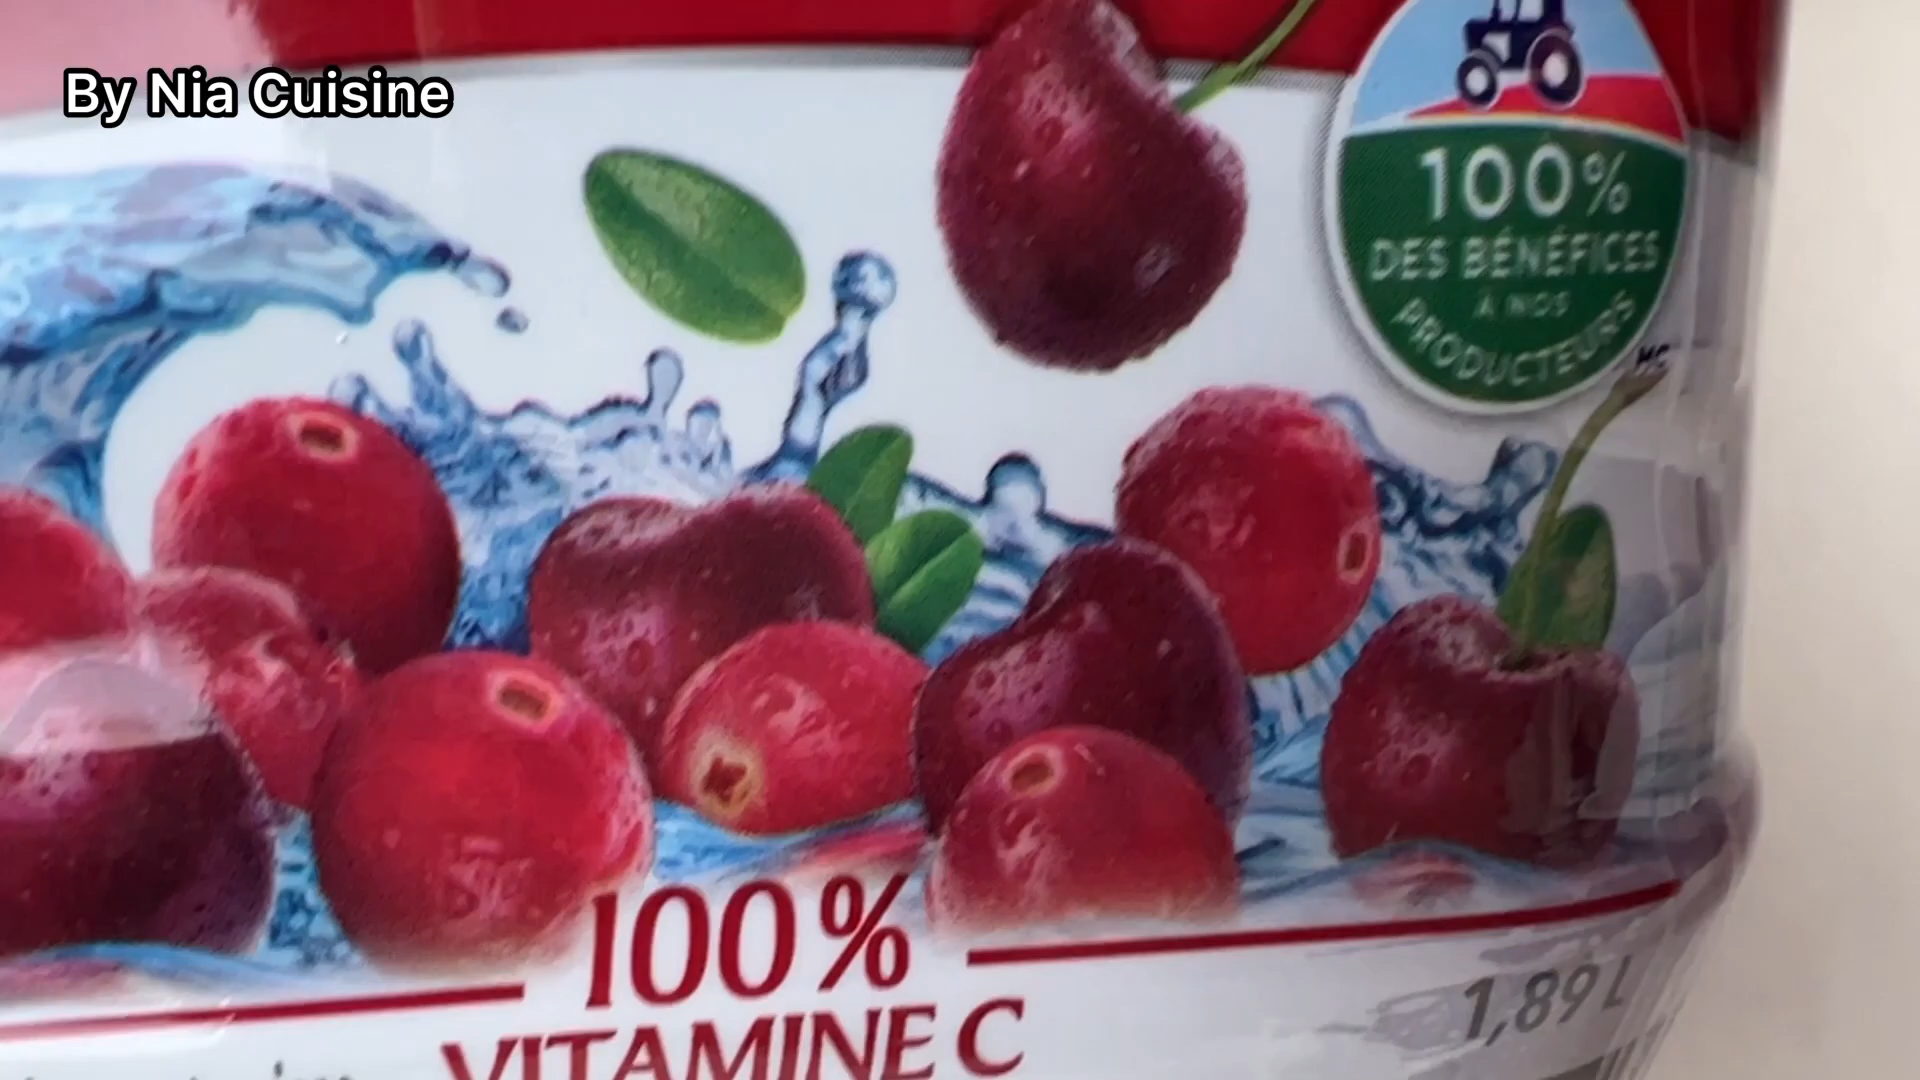 By Nia Cuisine
100%
DES BÉNÉFICES
À NOS
PRODUCTEURS
MC
100%
VITAMINE C
1,89 L